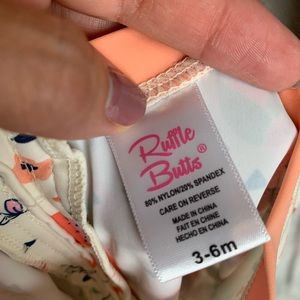 Ruffle
Butts®
80% NYLON/20% SPANDEX
CARE ON REVERSE
MADE IN CHINA
FAIT EN CHINE
HECHO EN CHINA
3-6m